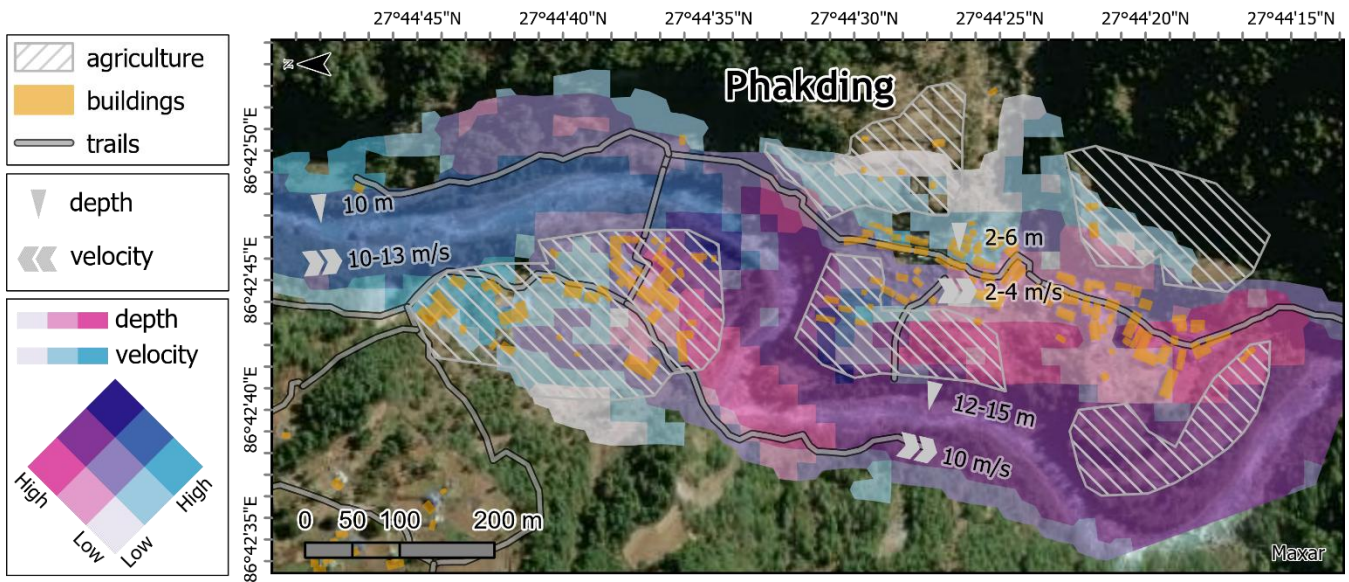 27°44'45"N 27°44'40"N 27°44'35"N 27°44'30"N 27°44'25"N 27°44'20"N 27°44'15"N
agriculture
buildings
trails
depth
velocity
depth
velocity
High
High
Low
Low
86°42'50"E
86°42'45"E
86°42'40"E
86°42'35"E
N
Phakding
10 m
10-13 m/s
2-6 m
2-4 m/s
12-15 m
10 m/s
0 50 100 200 m
Maxar